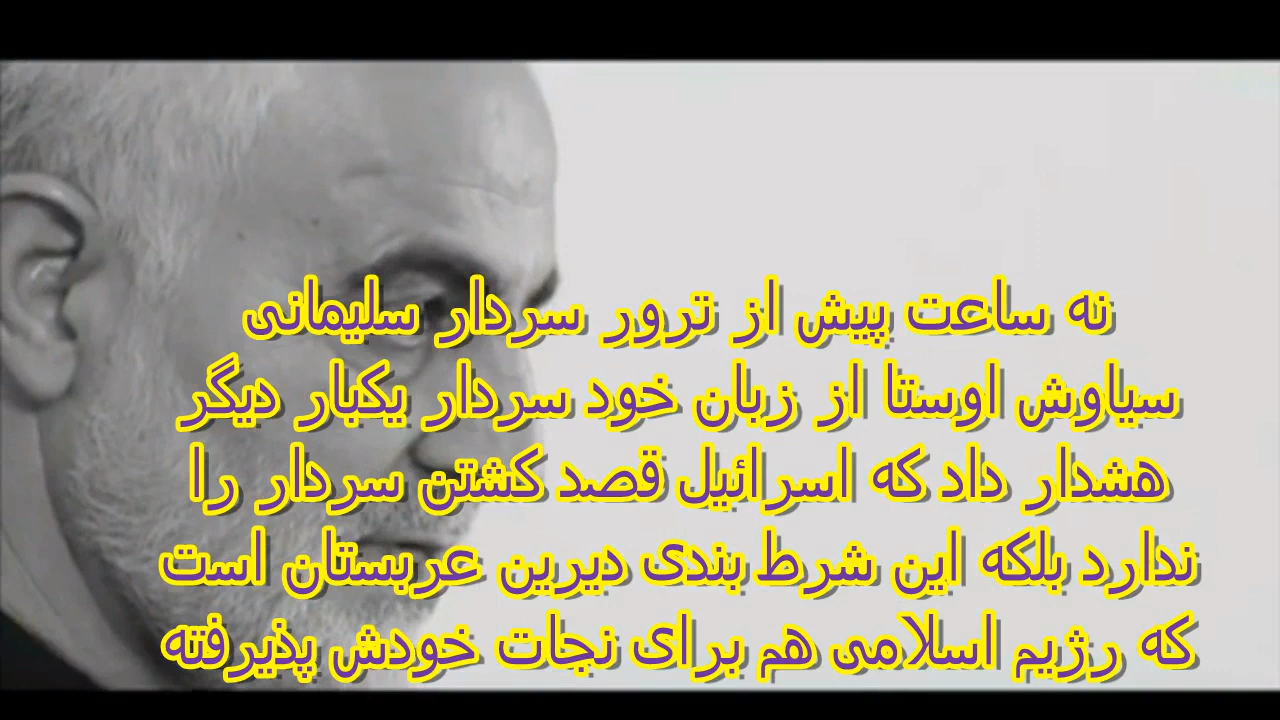 نه ساعت پیش از ترور سردار سلیمانی
سیاوش اوستا از زبان خود سردار یکبار دیگر
هشدار داد که اسرائیل قصد کشتن سردار را
ندارد بلکه این شرط بندی دیرین عربستان است
که رژیم اسلامی هم برای نجات خودش پذیرفته